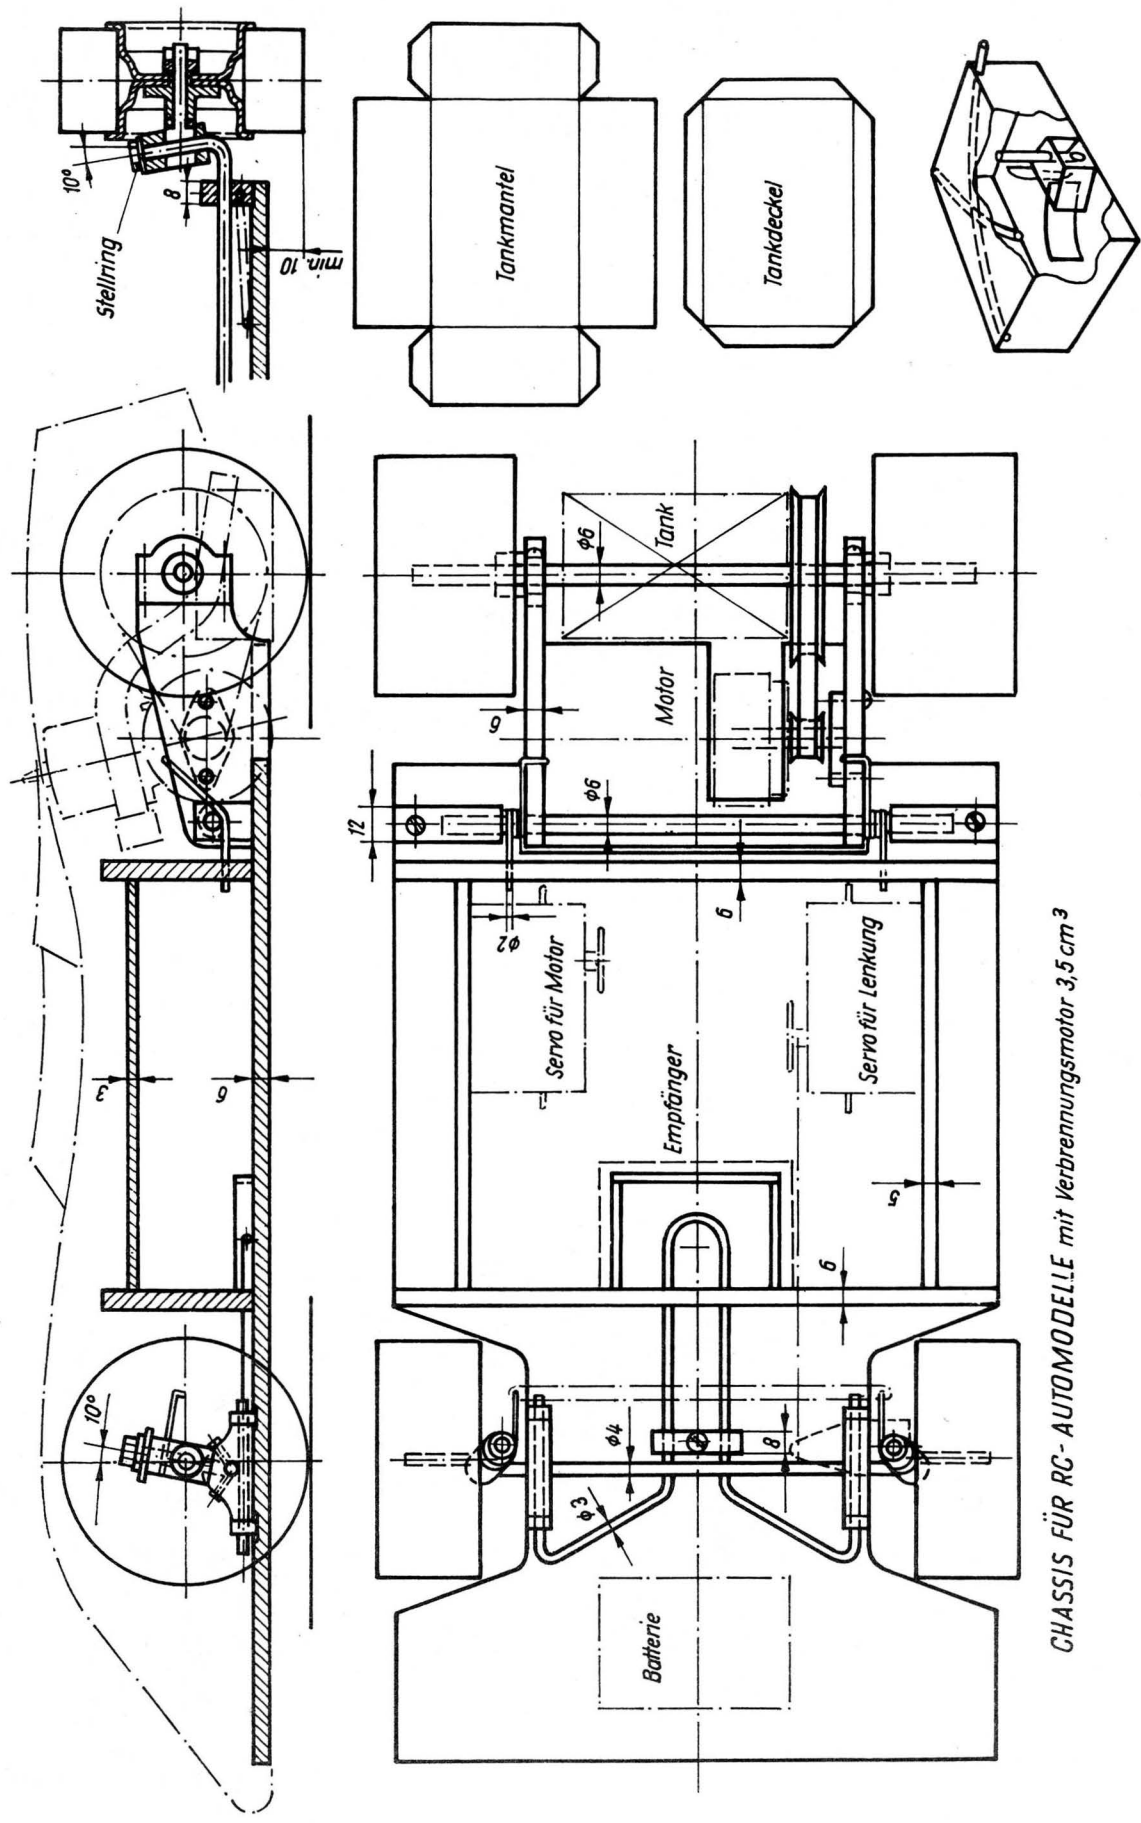 10°
8
Stellring
min. 10
Tankmantel
Tankdeckel
10°
3
6
Tank
Φ6
Motor
6
12
Φ6
6
Φ2
Servo für Motor
Servo für Lenkung
Empfänger
5
6
Φ4
8
Φ3
Batterie
CHASSIS FÜR RC-AUTOMODELLE mit Verbrennungsmotor 3,5 cm³